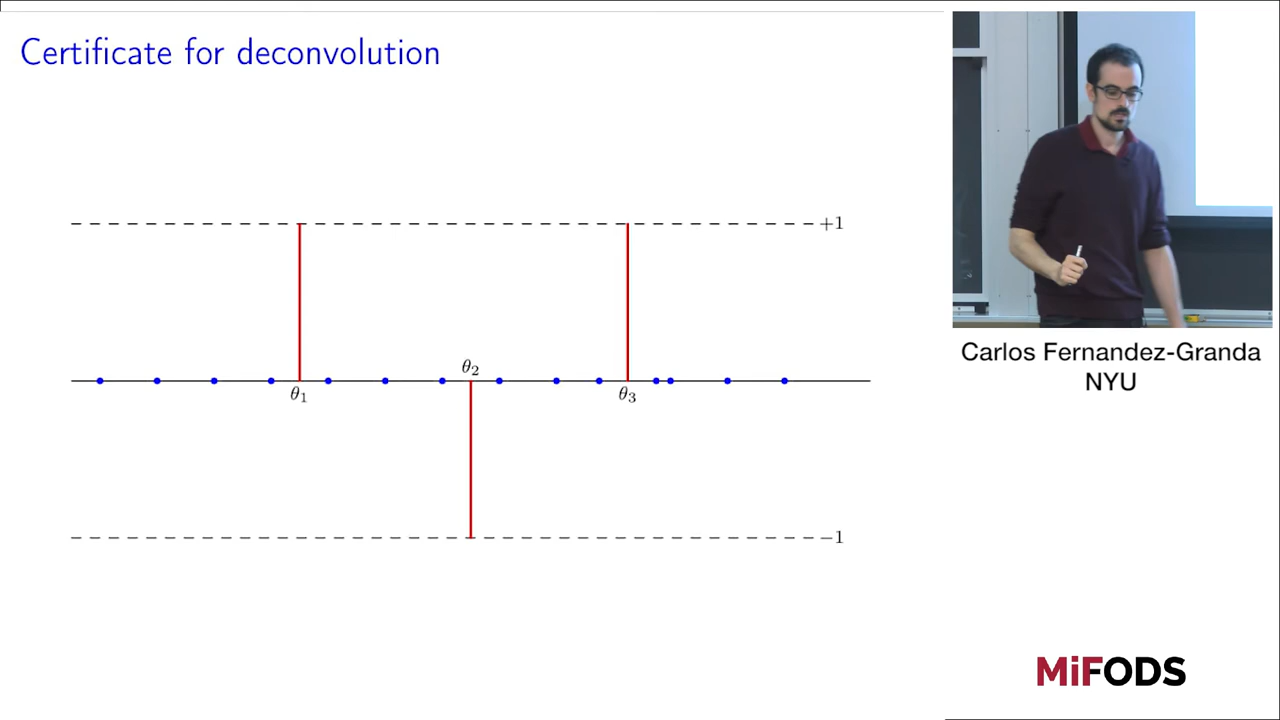 Certificate for deconvolution
+1
θ₂
θ₁
θ₃
−1
Carlos Fernandez-Granda
NYU
MiFODS